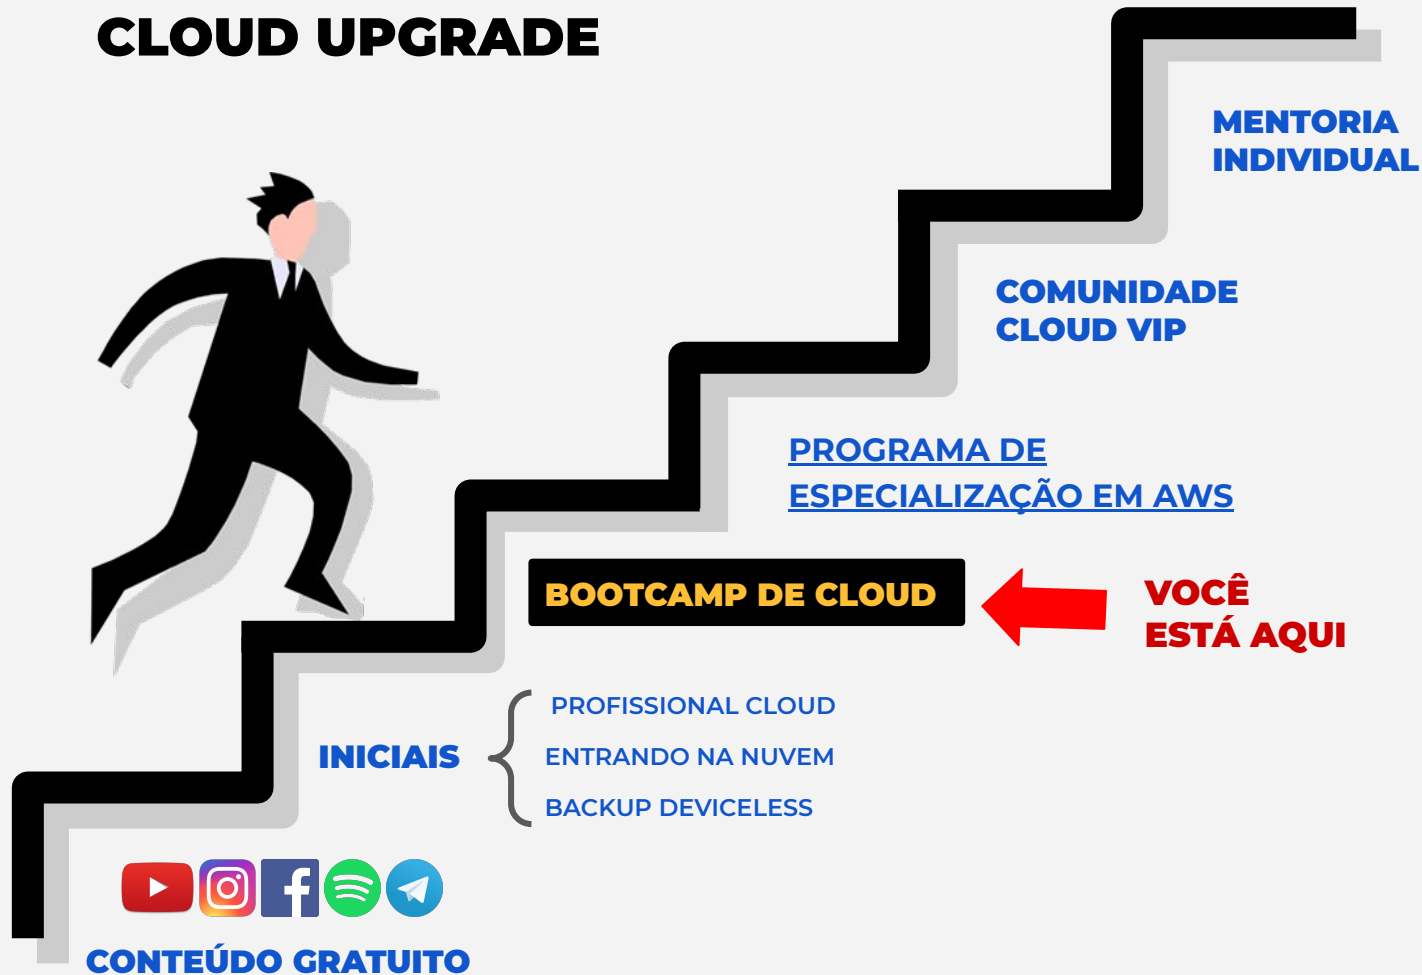 CLOUD UPGRADE
MENTORIA
INDIVIDUAL
COMUNIDADE
CLOUD VIP
PROGRAMA DE
ESPECIALIZAÇÃO EM AWS
BOOTCAMP DE CLOUD
VOCÊ
ESTÁ AQUI
INICIAIS
PROFISSIONAL CLOUD
ENTRANDO NA NUVEM
BACKUP DEVICELESS
CONTEÚDO GRATUITO